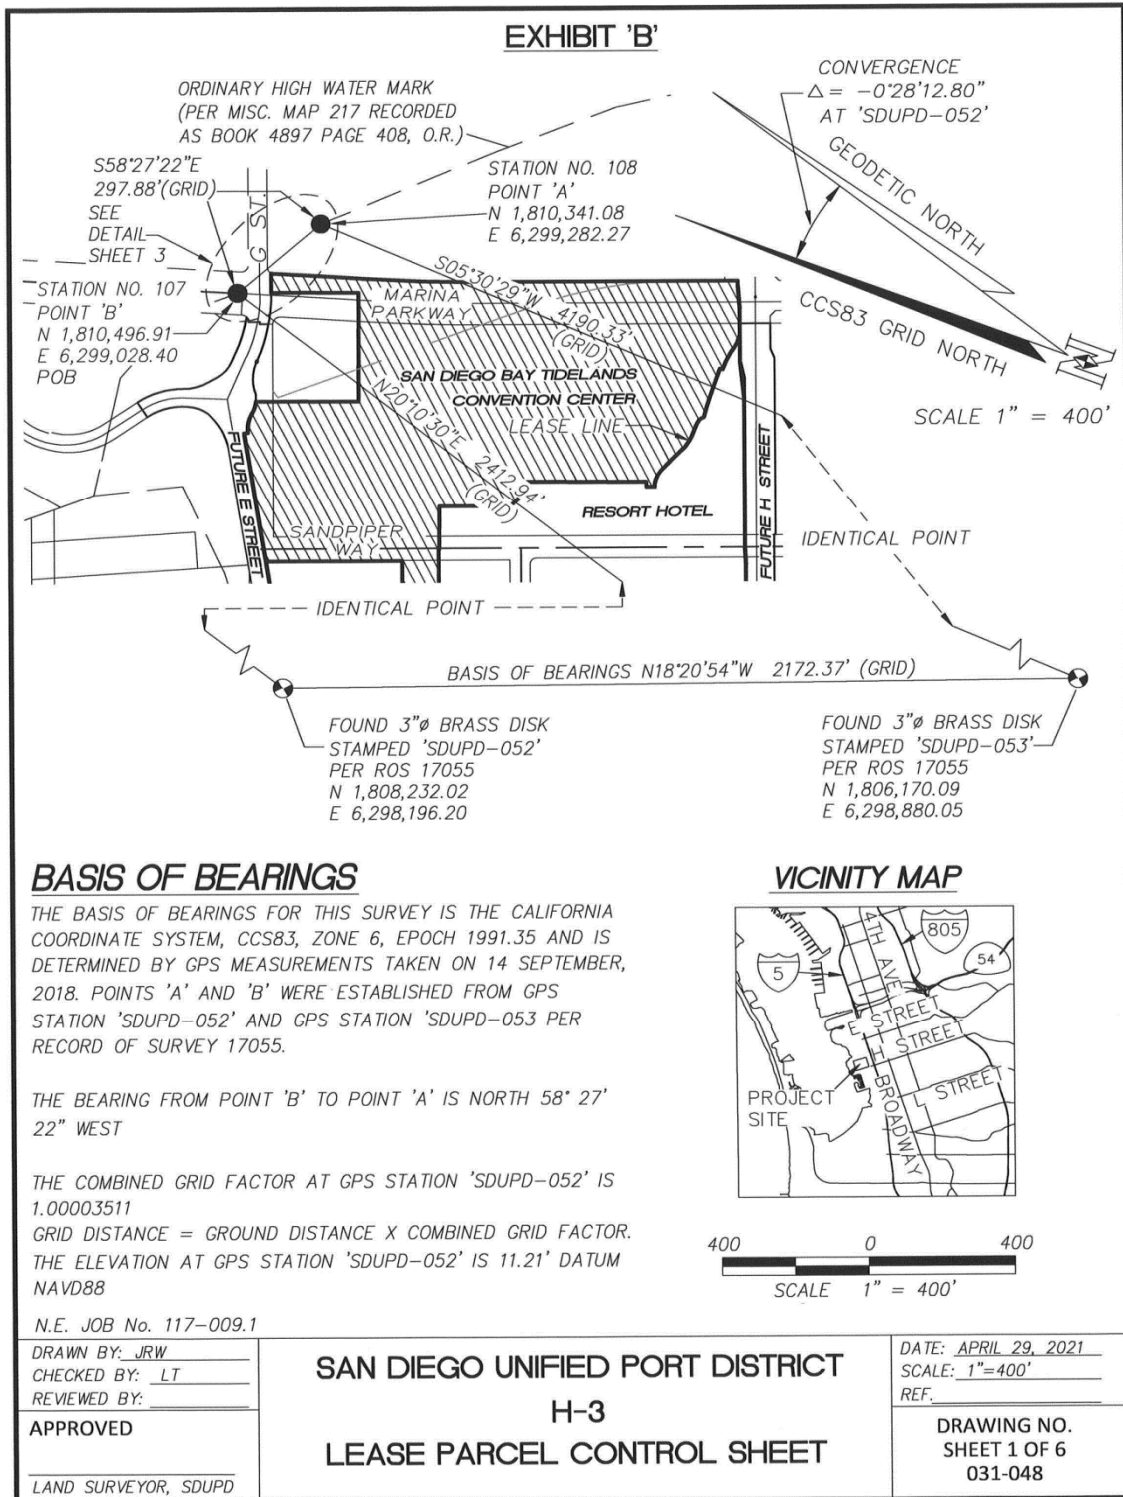 EXHIBIT 'B'
ORDINARY HIGH WATER MARK
(PER MISC. MAP 217 RECORDED
AS BOOK 4897 PAGE 408, O.R.)
CONVERGENCE
△ = -0°28'12.80"
AT 'SDUPD-052'
GEODETIC NORTH
CCS83 GRID NORTH
N
SCALE 1" = 400'
S58°27'22"E
297.88'(GRID)
SEE
DETAIL
SHEET 3
G ST.
STATION NO. 108
POINT 'A'
N 1,810,341.08
E 6,299,282.27
STATION NO. 107
POINT 'B'
N 1,810,496.91
E 6,299,028.40
POB
MARINA
PARKWAY
S05°30'29"W 4190.33'
(GRID)
SAN DIEGO BAY TIDELANDS
CONVENTION CENTER
LEASE LINE
N20°10'30"E 2412.94'
(GRID)
FUTURE E STREET
SANDPIPER
WAY
RESORT HOTEL
FUTURE H STREET
IDENTICAL POINT
IDENTICAL POINT
BASIS OF BEARINGS N18°20'54"W 2172.37' (GRID)
FOUND 3"ø BRASS DISK
STAMPED 'SDUPD-052'
PER ROS 17055
N 1,808,232.02
E 6,298,196.20
FOUND 3"ø BRASS DISK
STAMPED 'SDUPD-053'
PER ROS 17055
N 1,806,170.09
E 6,298,880.05
BASIS OF BEARINGS
THE BASIS OF BEARINGS FOR THIS SURVEY IS THE CALIFORNIA
COORDINATE SYSTEM, CCS83, ZONE 6, EPOCH 1991.35 AND IS
DETERMINED BY GPS MEASUREMENTS TAKEN ON 14 SEPTEMBER,
2018. POINTS 'A' AND 'B' WERE ESTABLISHED FROM GPS
STATION 'SDUPD-052' AND GPS STATION 'SDUPD-053 PER
RECORD OF SURVEY 17055.
THE BEARING FROM POINT 'B' TO POINT 'A' IS NORTH 58° 27'
22" WEST
THE COMBINED GRID FACTOR AT GPS STATION 'SDUPD-052' IS
1.00003511
GRID DISTANCE = GROUND DISTANCE X COMBINED GRID FACTOR.
THE ELEVATION AT GPS STATION 'SDUPD-052' IS 11.21' DATUM
NAVD88
N.E. JOB No. 117-009.1
VICINITY MAP
4TH AVE
805
5
54
E STREET
H STREET
L STREET
BROADWAY
PROJECT
SITE
400 0 400
SCALE 1" = 400'
DRAWN BY: JRW
CHECKED BY: LT
REVIEWED BY:
APPROVED
LAND SURVEYOR, SDUPD
SAN DIEGO UNIFIED PORT DISTRICT
H-3
LEASE PARCEL CONTROL SHEET
DATE: APRIL 29, 2021
SCALE: 1"=400'
REF.
DRAWING NO.
SHEET 1 OF 6
031-048